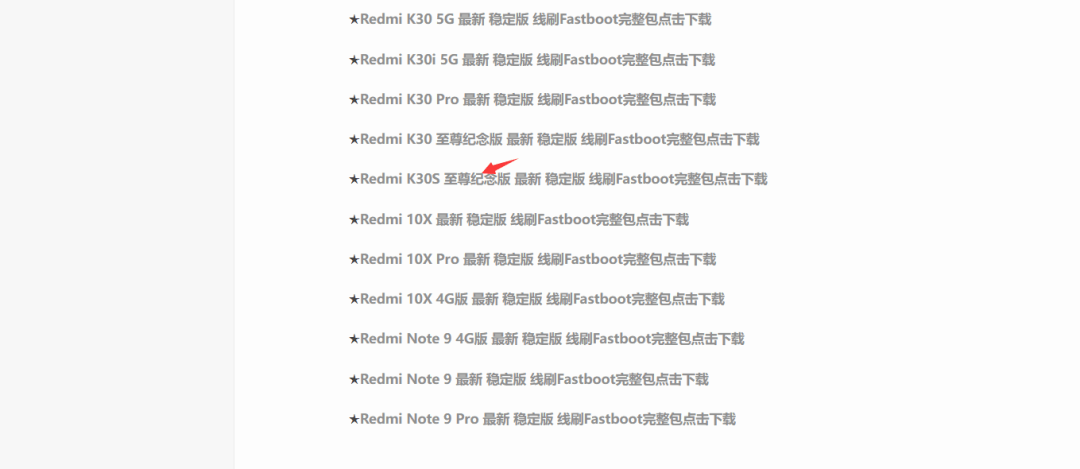 ★Redmi K30 5G 最新 稳定版 线刷Fastboot完整包点击下载
★Redmi K30i 5G 最新 稳定版 线刷Fastboot完整包点击下载
★Redmi K30 Pro 最新 稳定版 线刷Fastboot完整包点击下载
★Redmi K30 至尊纪念版 最新 稳定版 线刷Fastboot完整包点击下载
★Redmi K30S 至尊纪念版 最新 稳定版 线刷Fastboot完整包点击下载
★Redmi 10X 最新 稳定版 线刷Fastboot完整包点击下载
★Redmi 10X Pro 最新 稳定版 线刷Fastboot完整包点击下载
★Redmi 10X 4G版 最新 稳定版 线刷Fastboot完整包点击下载
★Redmi Note 9 4G版 最新 稳定版 线刷Fastboot完整包点击下载
★Redmi Note 9 最新 稳定版 线刷Fastboot完整包点击下载
★Redmi Note 9 Pro 最新 稳定版 线刷Fastboot完整包点击下载